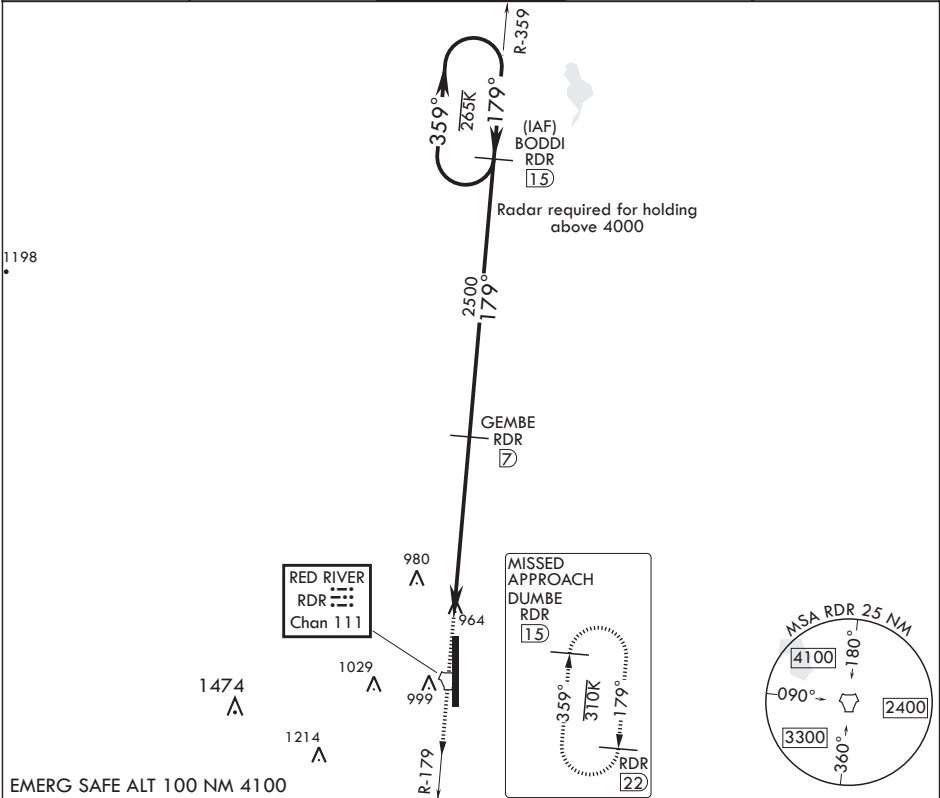 R-359
359°
265K
179°
(IAF)
BODDI
RDR
15
Radar required for holding
above 4000
1198
2500
179°
GEMBE
RDR
7
980
964
RED RIVER
RDR
Chan 111
1029
999
1474
1214
R-179
MISSED
APPROACH
DUMBE
RDR
15
359°
310K
179°
RDR
22
MSA RDR 25 NM
4100
180°
090°
2400
3300
360°
EMERG SAFE ALT 100 NM 4100